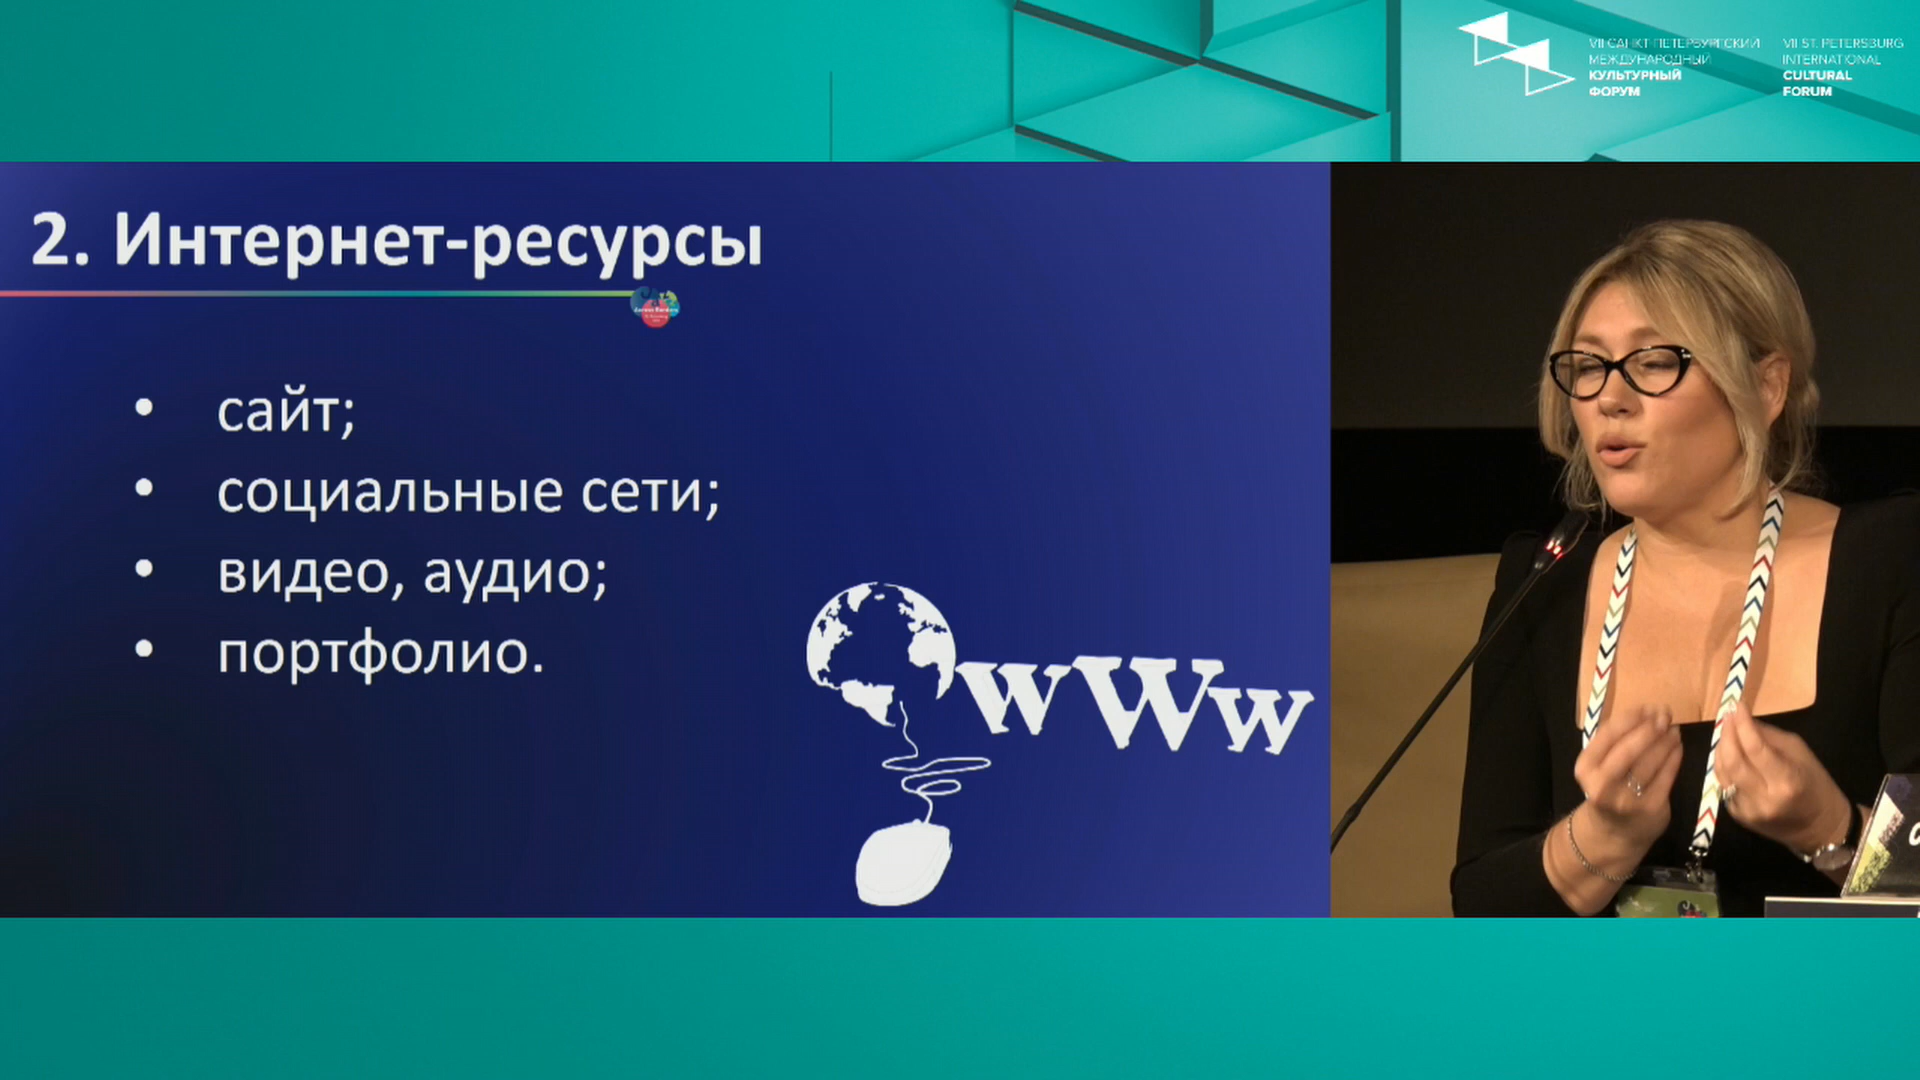 VII САНКТ-ПЕТЕРБУРГСКИЙ
МЕЖДУНАРОДНЫЙ
КУЛЬТУРНЫЙ
ФОРУМ
VII ST. PETERSBURG
INTERNATIONAL
CULTURAL
FORUM
2. Интернет-ресурсы
• сайт;
• социальные сети;
• видео, аудио;
• портфолио.
wWw